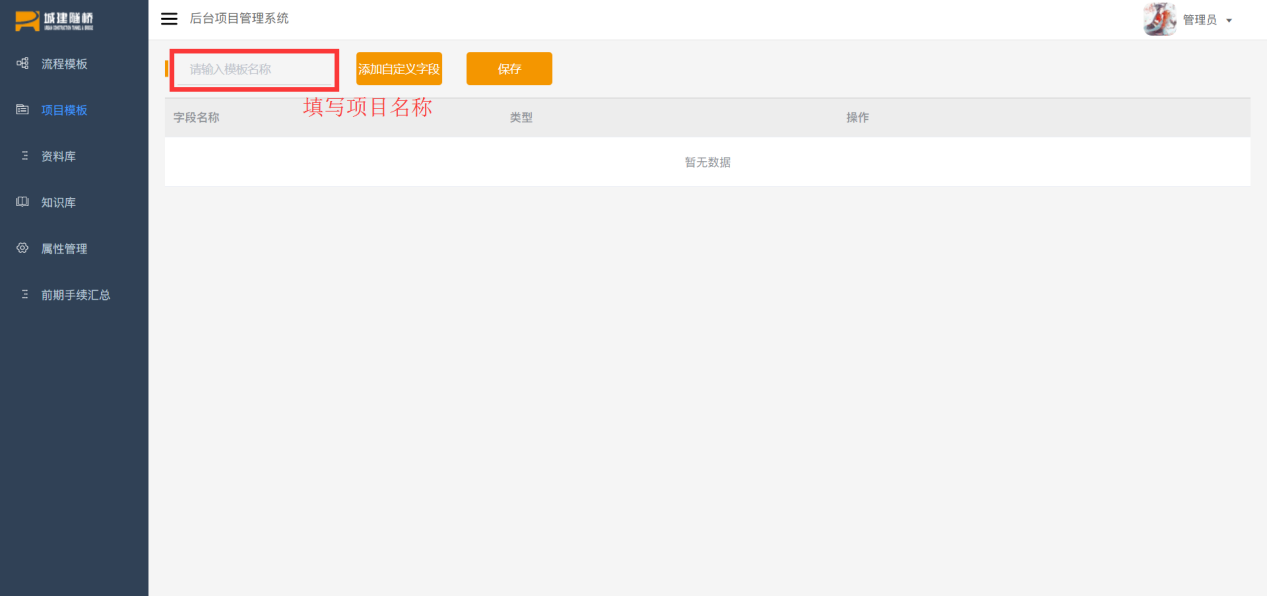 城建隧桥
后台项目管理系统
管理员
流程模板
项目模板
资料库
知识库
属性管理
前期手续汇总
请输入模板名称
添加自定义字段
保存
填写项目名称
字段名称
类型
操作
暂无数据